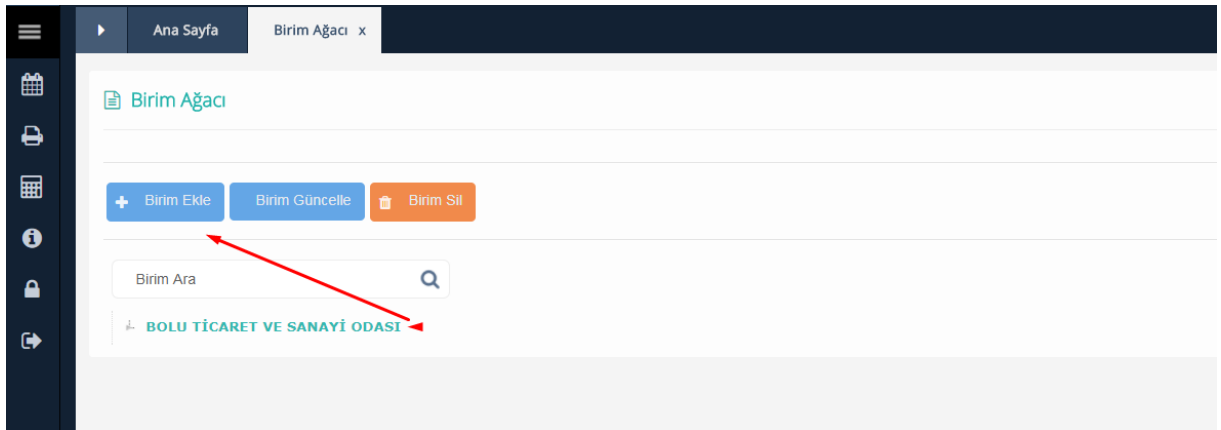 Ana Sayfa Birim Ağacı x
Birim Ağacı
Birim Ekle Birim Güncelle Birim Sil
Birim Ara
BOLU TİCARET VE SANAYİ ODASI